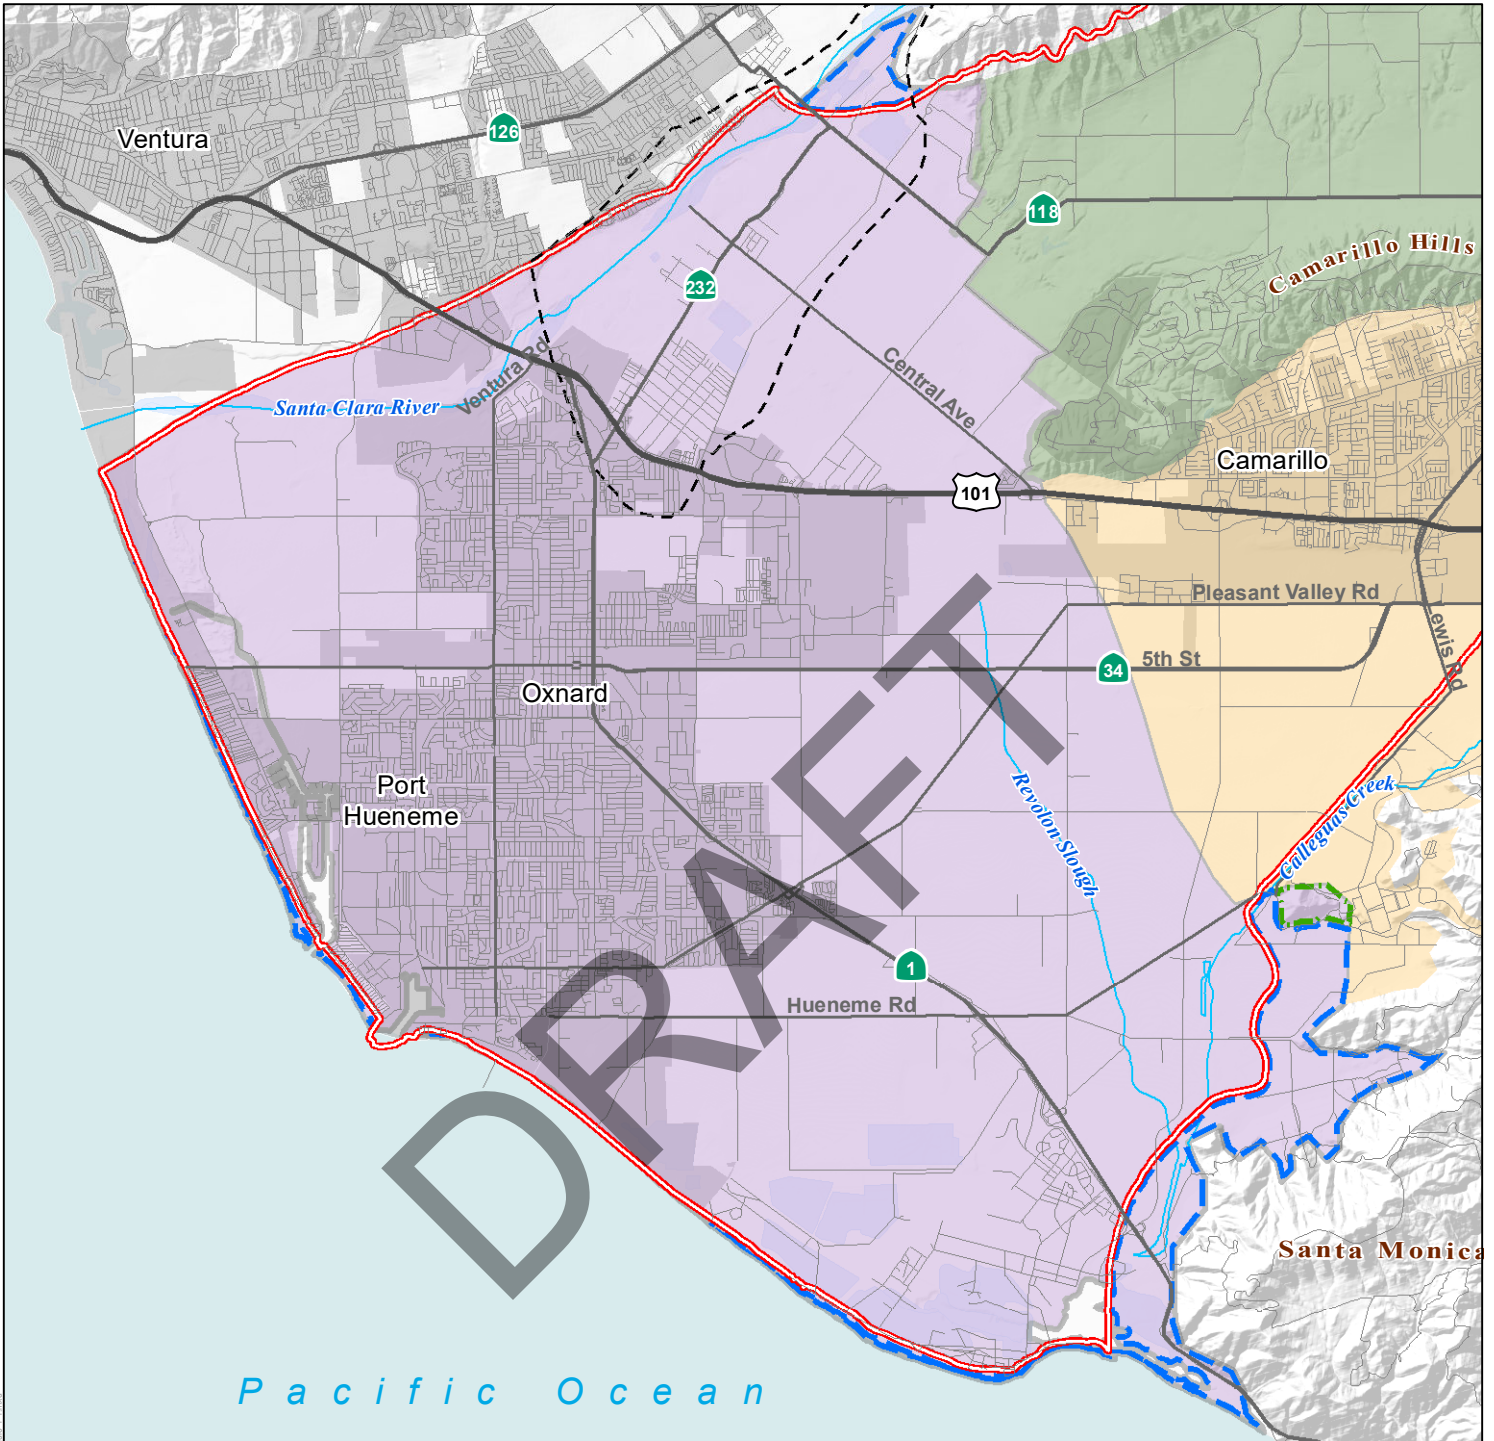 Ventura
126
118
Camarillo Hills
232
Ventura Rd
Central Ave
Santa Clara River
Camarillo
101
Pleasant Valley Rd
Lewis Rd
34
5th St
Oxnard
Port
Hueneme
Revolon Slough
Calleguas Creek
DRAFT
1
Hueneme Rd
Santa Monica
Pacific Ocean